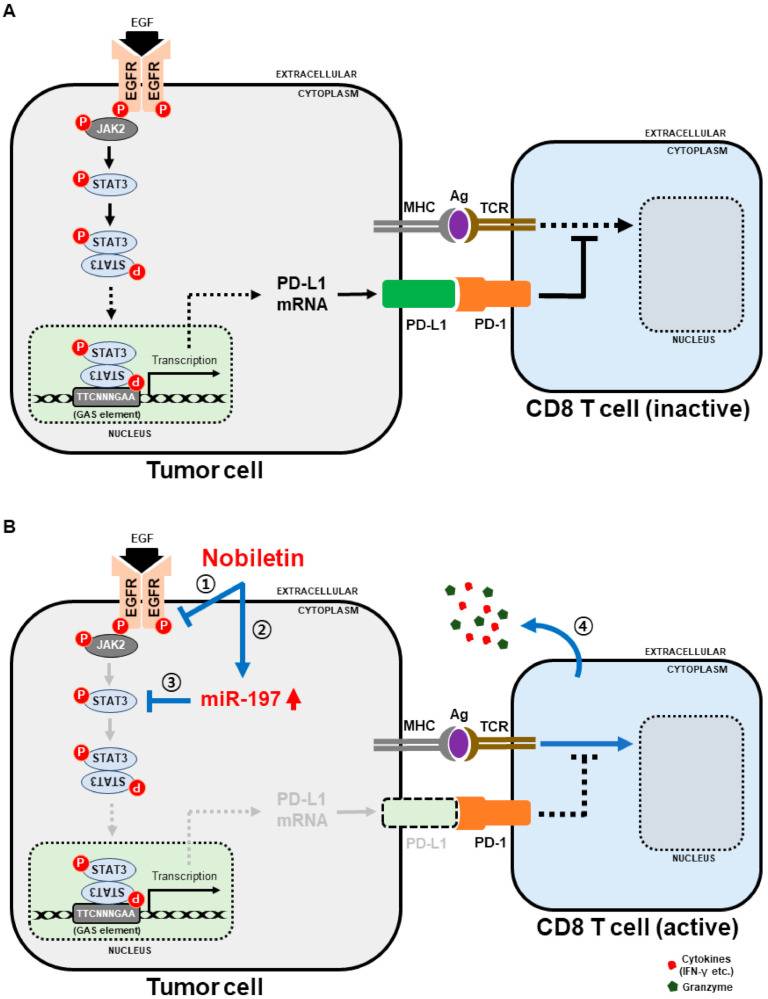 A
EGF
EGFR
EGFR
EXTRACELLULAR
CYTOPLASM
P
P
P
JAK2
P
STAT3
P
STAT3
STAT3
P
P
STAT3
STAT3
P
Transcription
TTCNNNGAA
(GAS element)
NUCLEUS
PD-L1
mRNA
Tumor cell
EXTRACELLULAR
CYTOPLASM
MHC
Ag
TCR
PD-L1
PD-1
NUCLEUS
CD8 T cell (inactive)
B
EGF
Nobiletin
EGFR
EGFR
①
②
EXTRACELLULAR
CYTOPLASM
P
P
P
JAK2
P
STAT3
③
miR-197
P
STAT3
STAT3
P
P
STAT3
STAT3
P
Transcription
TTCNNNGAA
(GAS element)
NUCLEUS
PD-L1
mRNA
Tumor cell
④
EXTRACELLULAR
CYTOPLASM
MHC
Ag
TCR
PD-L1
PD-1
NUCLEUS
CD8 T cell (active)
Cytokines
(IFN-γ etc.)
Granzyme